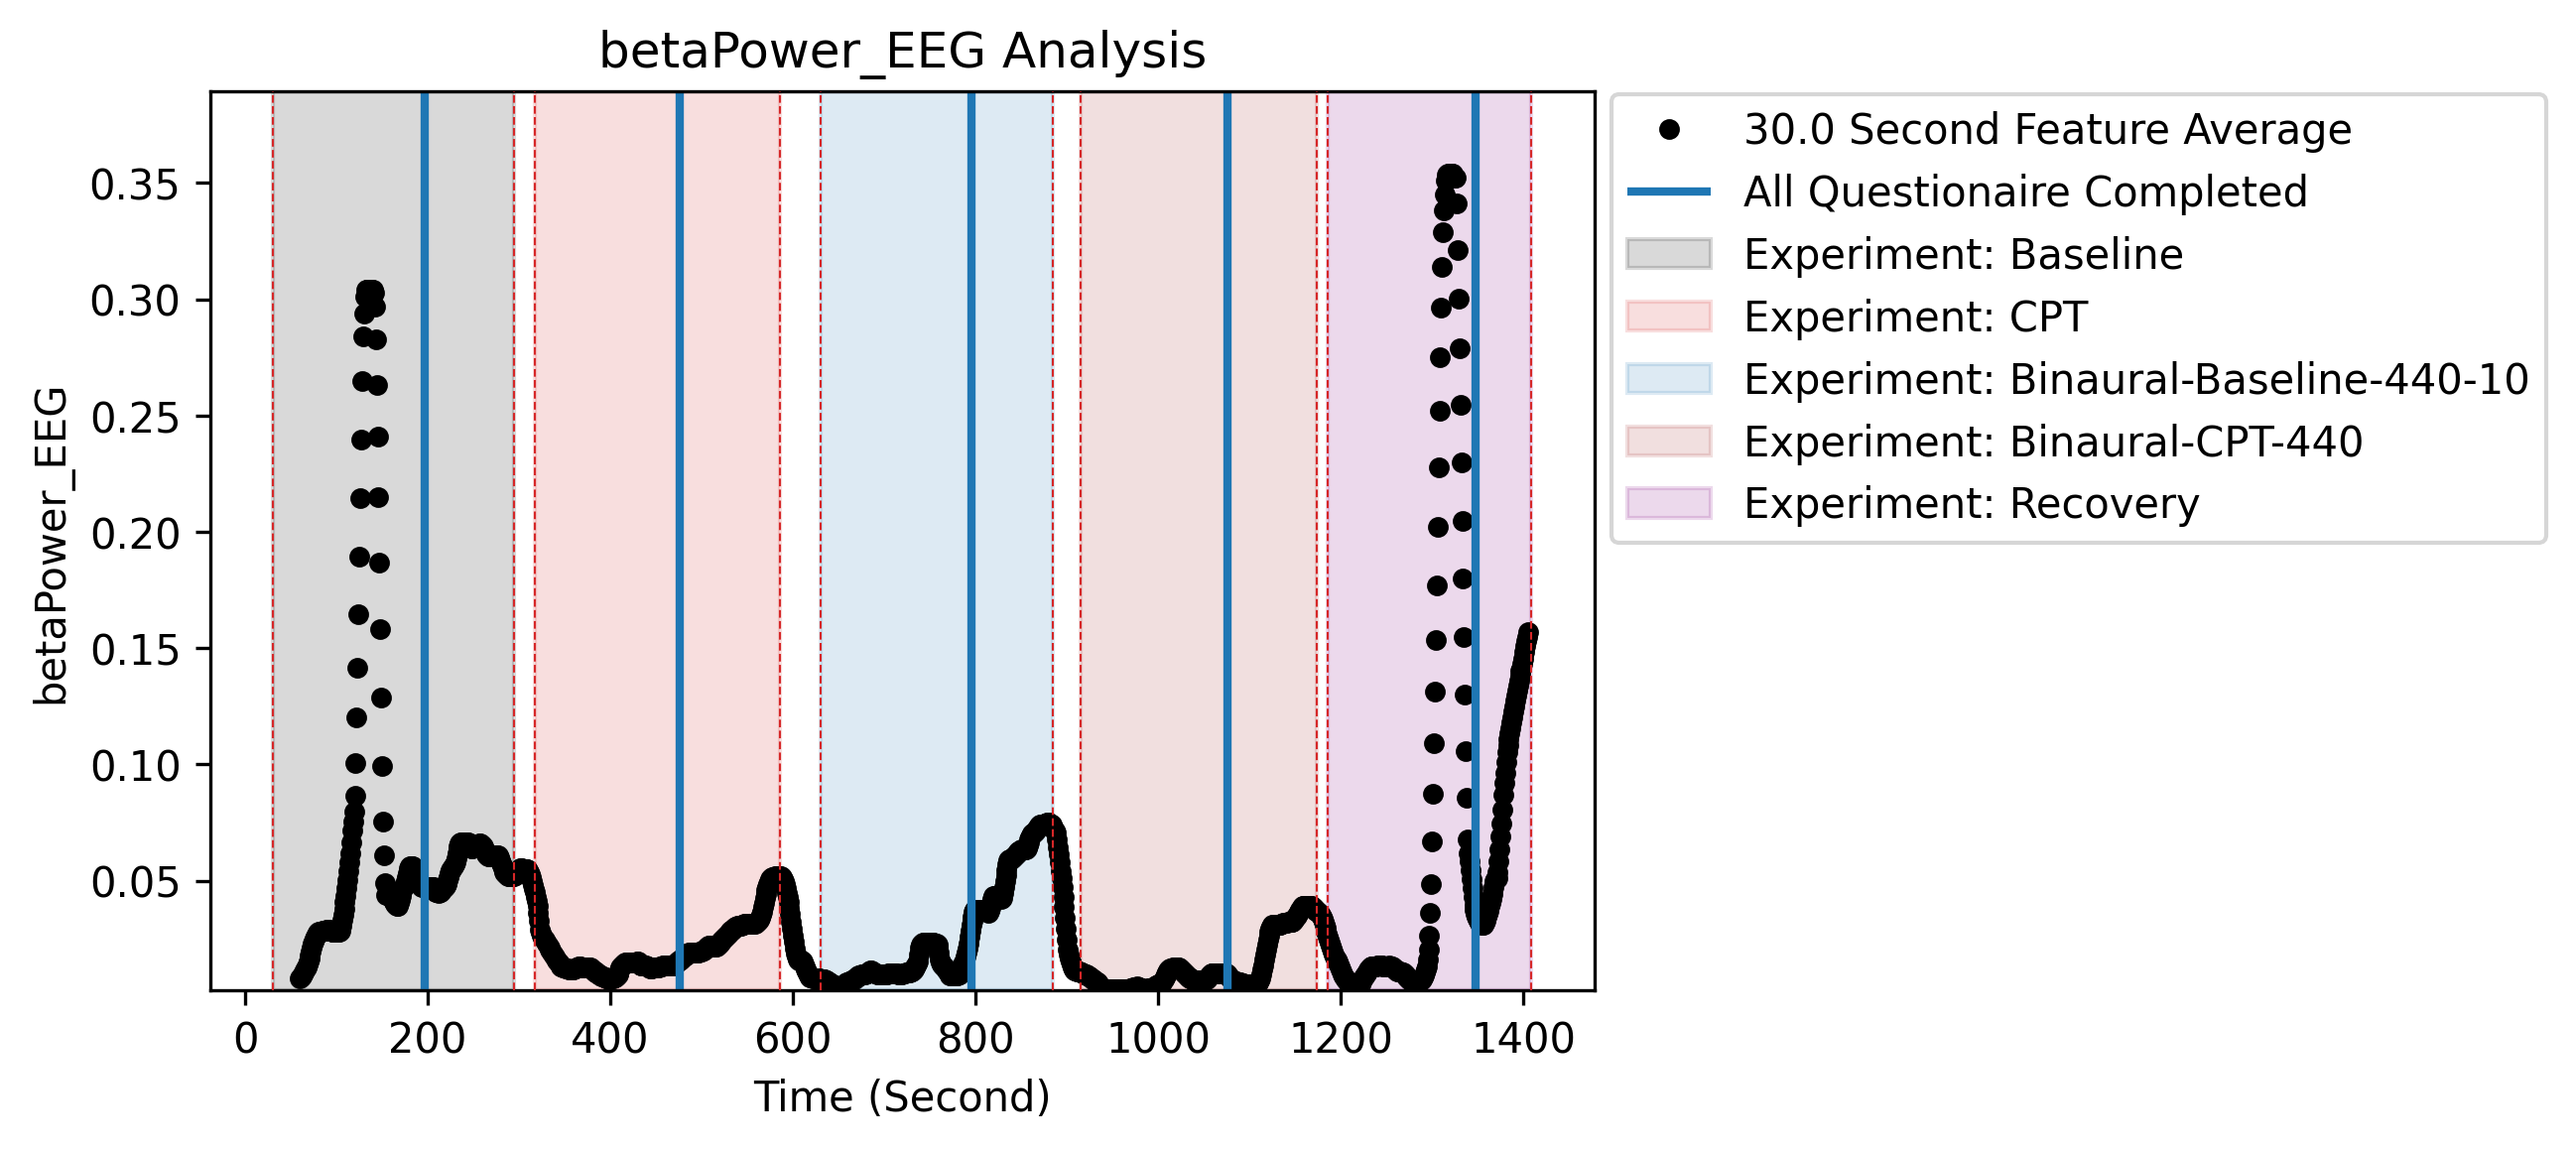 betaPower_EEG Analysis
betaPower_EEG
0.35
0.30
0.25
0.20
0.15
0.10
0.05
0
200
400
600
800
1000
1200
1400
Time (Second)
30.0 Second Feature Average
All Questionaire Completed
Experiment: Baseline
Experiment: CPT
Experiment: Binaural-Baseline-440-10
Experiment: Binaural-CPT-440
Experiment: Recovery